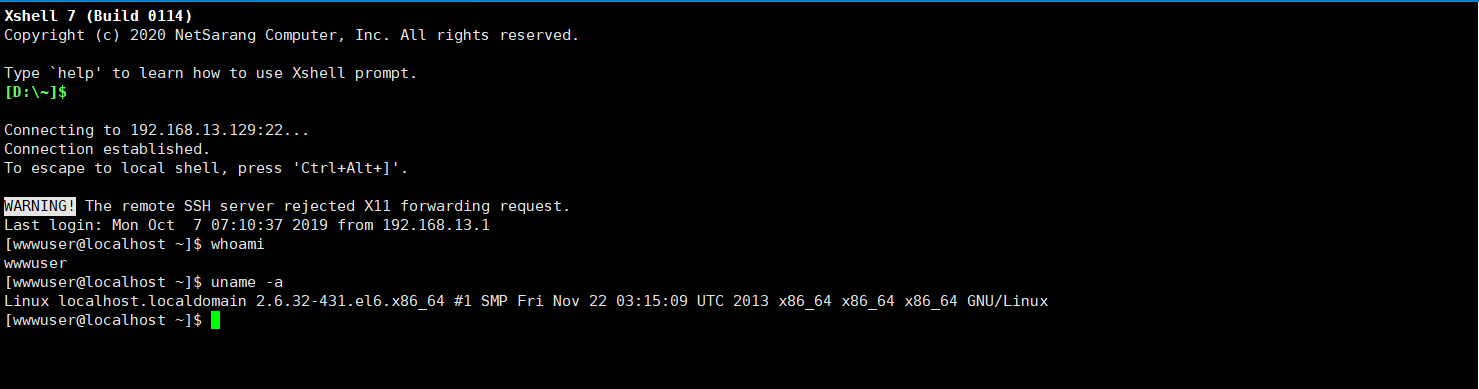 Xshell 7 (Build 0114)
Copyright (c) 2020 NetSarang Computer, Inc. All rights reserved.
Type `help' to learn how to use Xshell prompt.
[D:\~]$
Connecting to 192.168.13.129:22...
Connection established.
To escape to local shell, press 'Ctrl+Alt+]'.
WARNING! The remote SSH server rejected X11 forwarding request.
Last login: Mon Oct  7 07:10:37 2019 from 192.168.13.1
[wwwuser@localhost ~]$ whoami
wwwuser
[wwwuser@localhost ~]$ uname -a
Linux localhost.localdomain 2.6.32-431.el6.x86_64 #1 SMP Fri Nov 22 03:15:09 UTC 2013 x86_64 x86_64 x86_64 GNU/Linux
[wwwuser@localhost ~]$